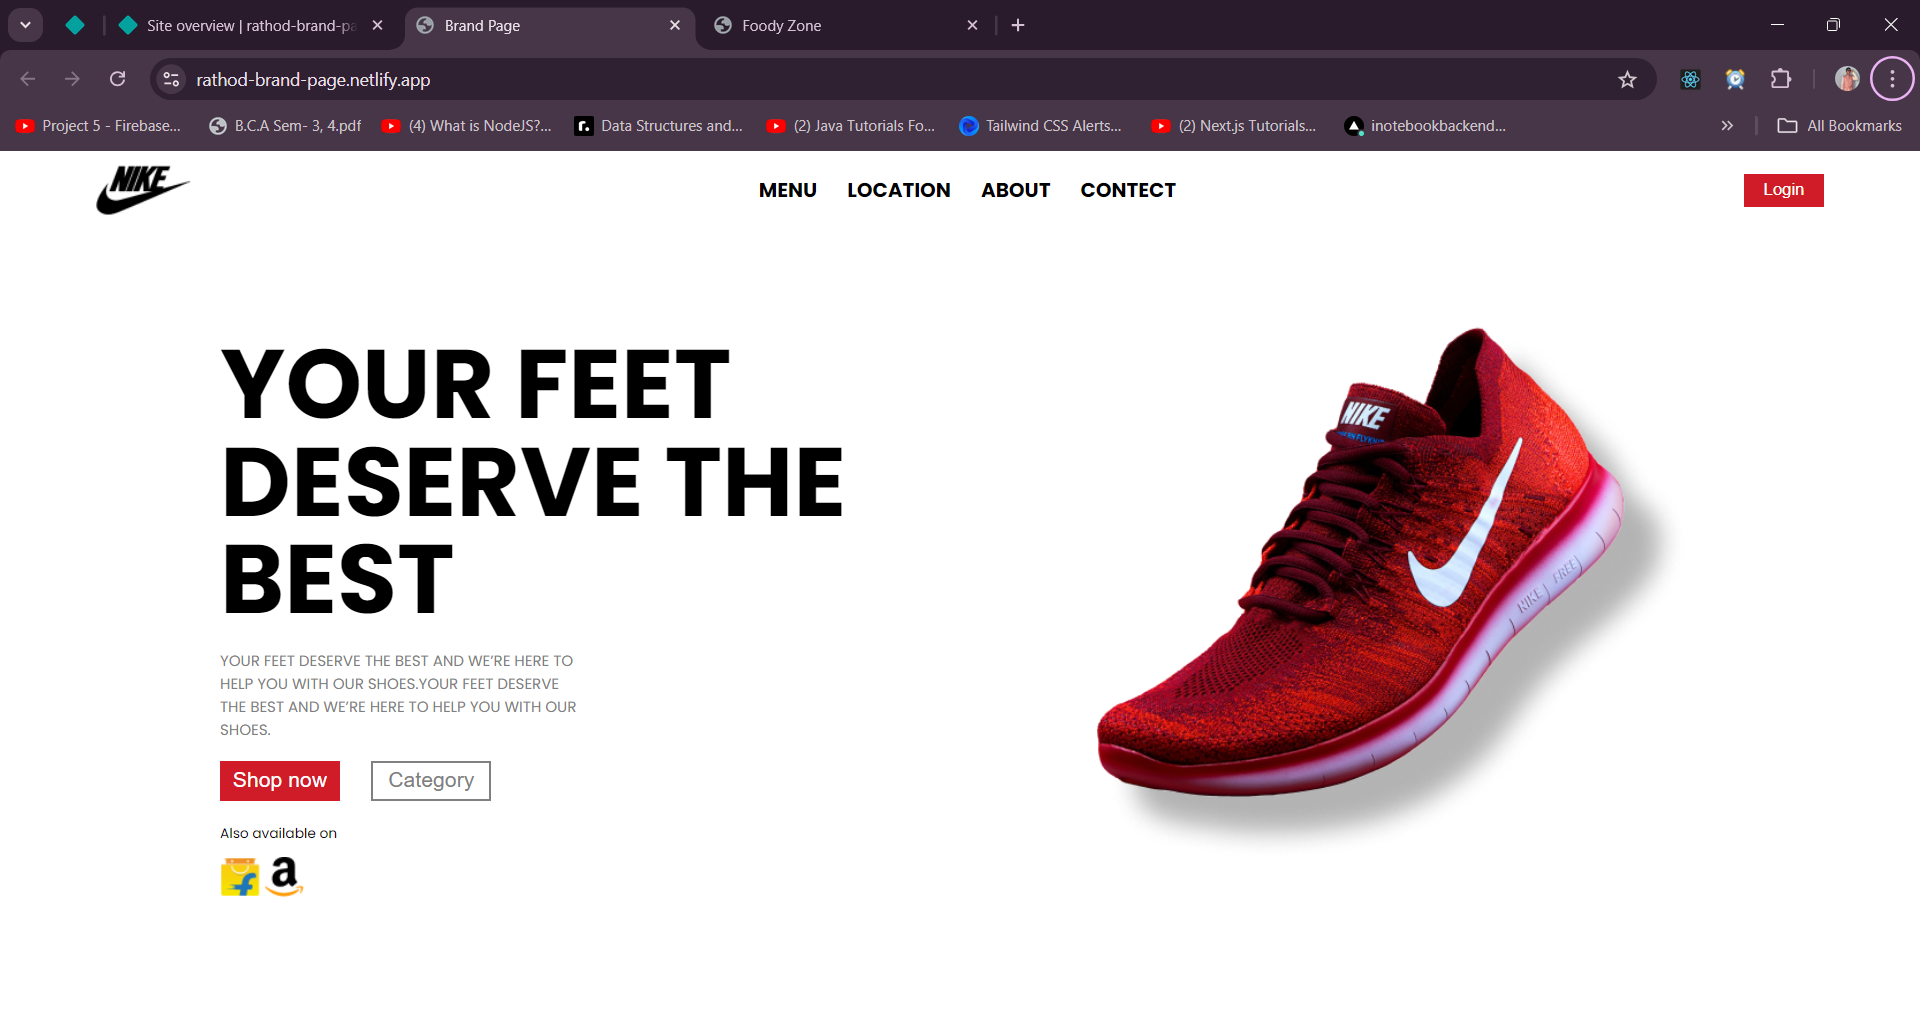 Site overview | rathod-brand-pa
Brand Page
Foody Zone
rathod-brand-page.netlify.app
Project 5 - Firebase...
B.C.A Sem- 3, 4.pdf
(4) What is NodeJS?...
Data Structures and...
(2) Java Tutorials Fo...
Tailwind CSS Alerts...
(2) Next.js Tutorials...
inotebookbackend...
All Bookmarks
NIKE
MENU
LOCATION
ABOUT
CONTECT
Login
YOUR FEET
DESERVE THE
BEST
YOUR FEET DESERVE THE BEST AND WE’RE HERE TO
HELP YOU WITH OUR SHOES.YOUR FEET DESERVE
THE BEST AND WE’RE HERE TO HELP YOU WITH OUR
SHOES.
Shop now
Category
Also available on
a
NIKE
NIKE FREE